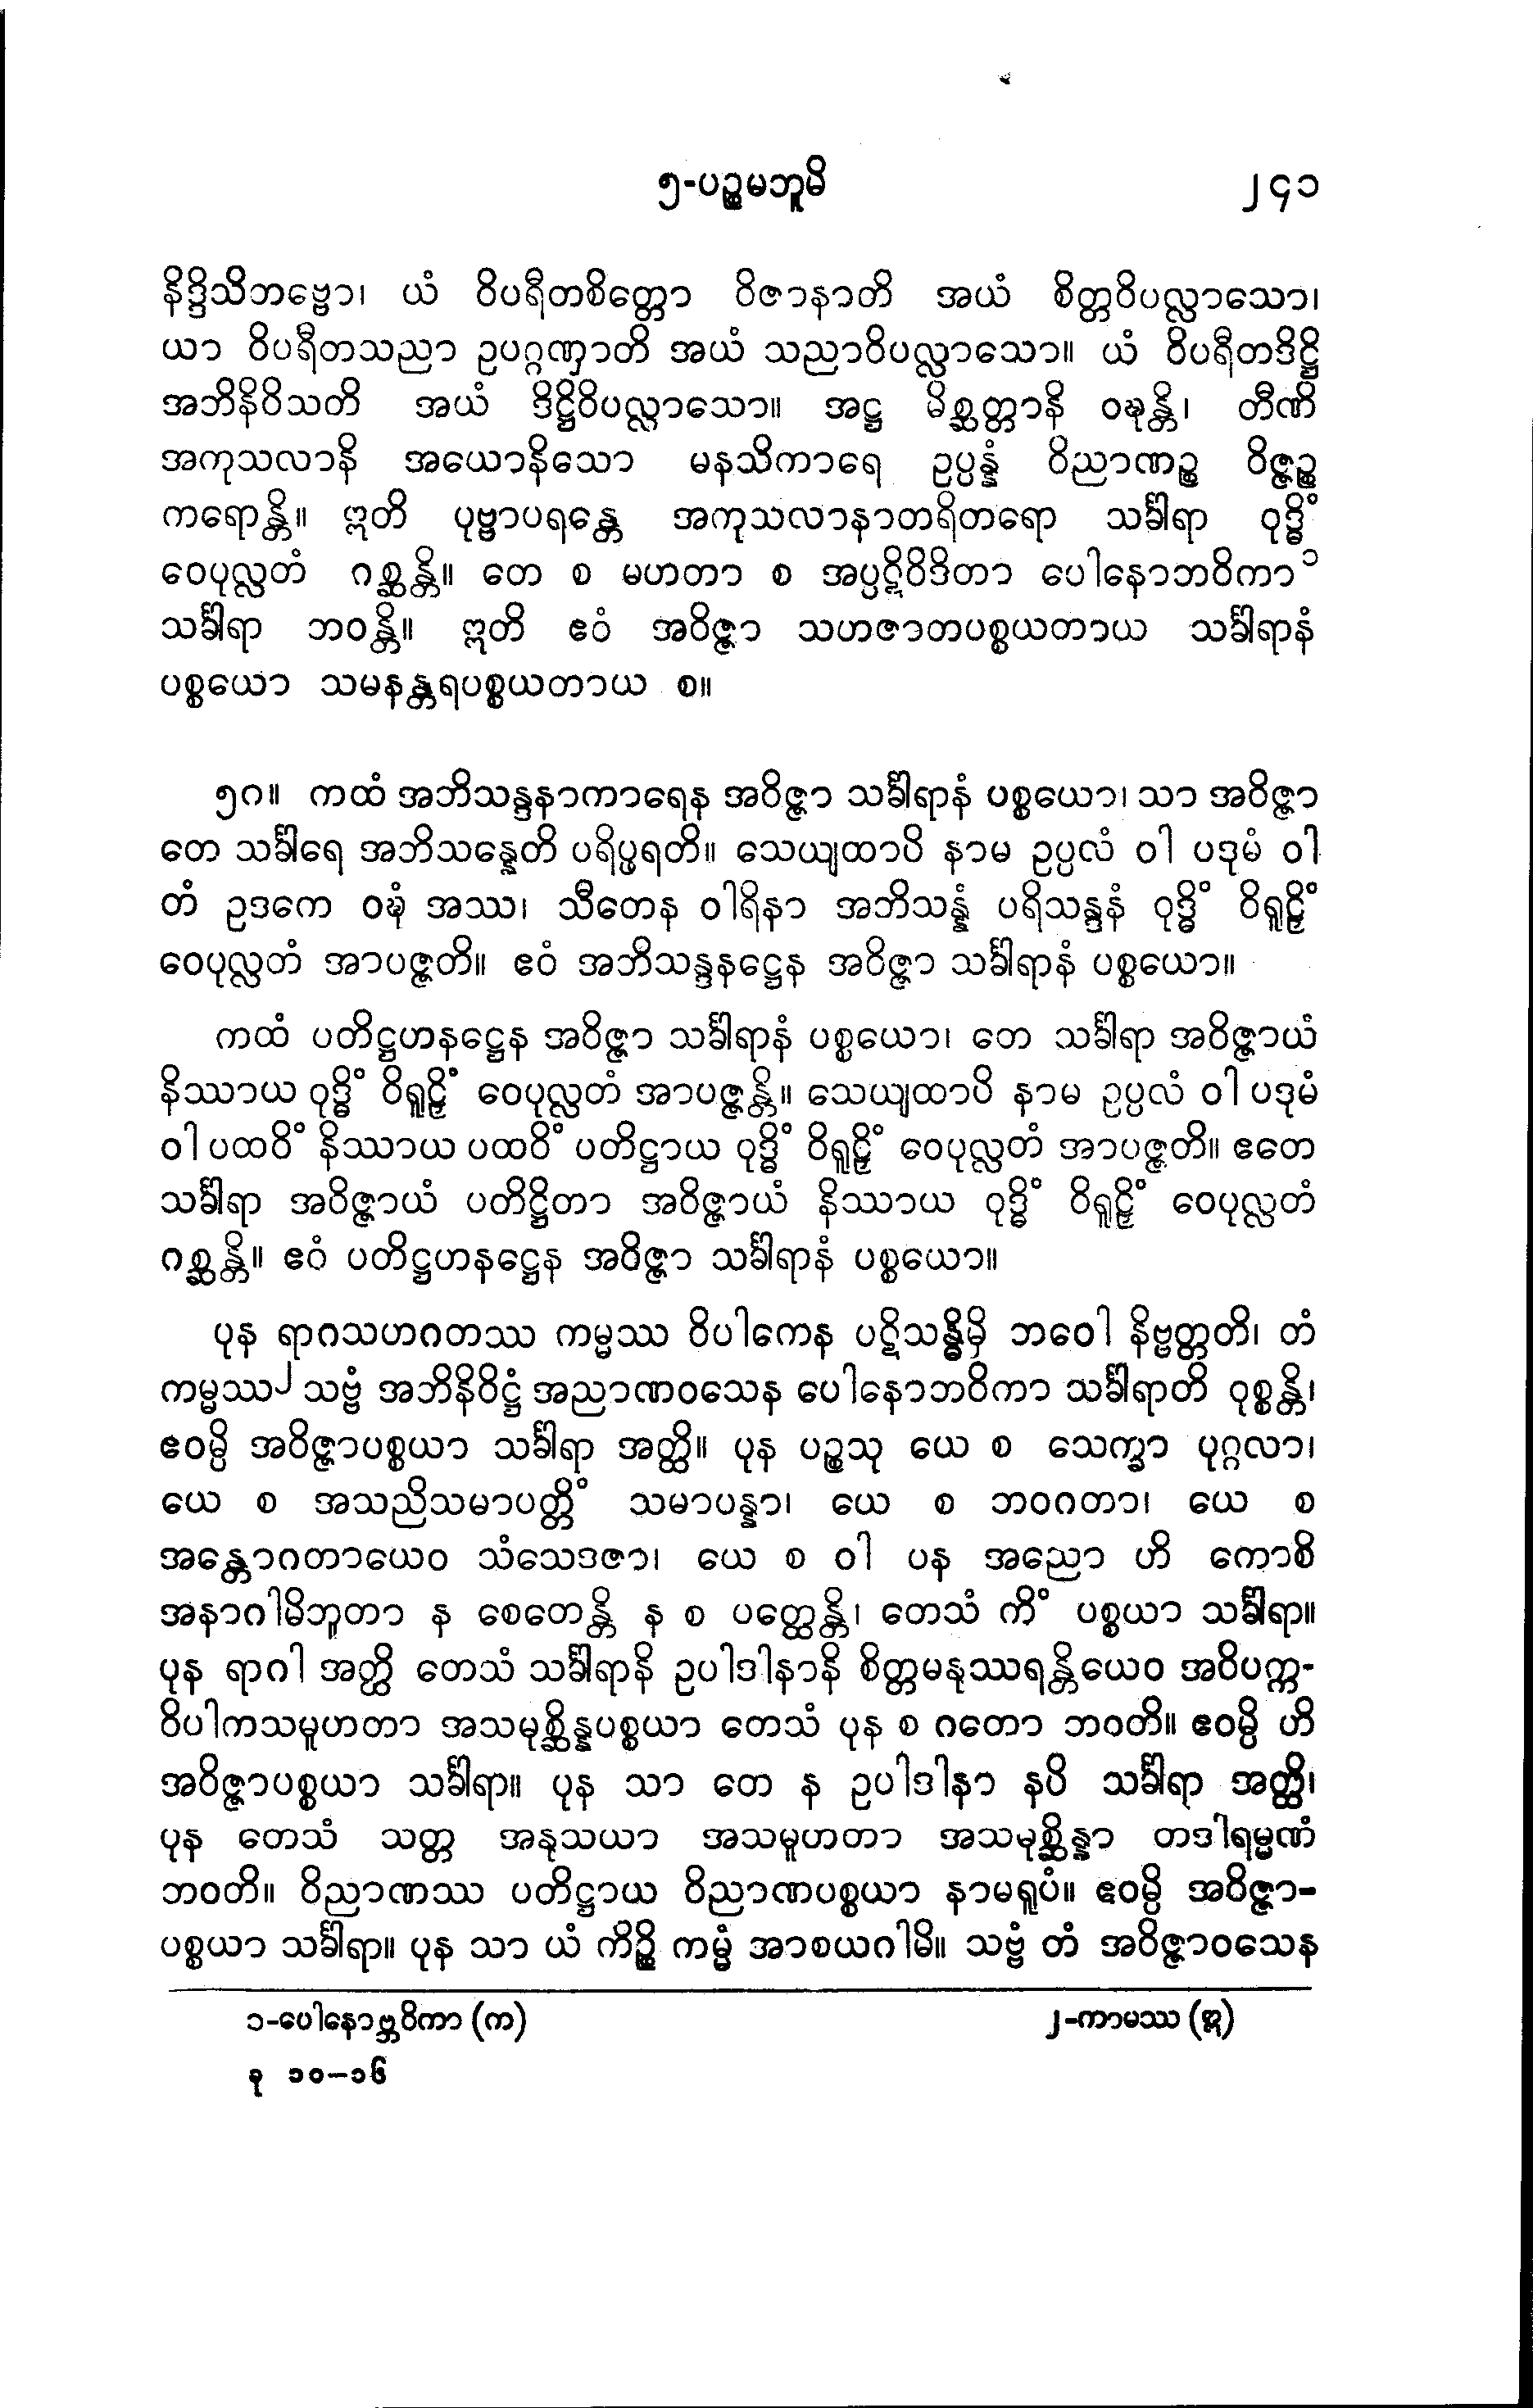 ၅-ပဉ္စမဘူမိ ၂၄၁
နိဒ္ဒိသိဘဗ္ဗော၊ ယံ ဝိပရီတစိတ္တော ဝိဇာနာတိ အယံ စိတ္တဝိပလ္လာသော၊
ယာ ဝိပရီတသညာ ဥပဂ္ဂဏှာတိ အယံ သညာဝိပလ္လာသော။ ယံ ဝိပရီတဒိဋ္ဌိ
အဘိနိဝိသတိ အယံ ဒိဋ္ဌိဝိပလ္လာသော။ အဋ္ဌ မိစ္ဆတ္တာနိ ဝဍ္ဎန္တိ၊ တီဏိ
အကုသလာနိ အယောနိသော မနသိကာရေ ဥပ္ပန္နံ ဝိညာဏဉ္စ ဝိဇ္ဇဉ္စ
ကရောန္တိ။ ဣတိ ပုဗ္ဗာပရန္တေ အကုသလာနာတရိတရော သင်္ခါရာ ဝုဒ္ဓိံ
ဝေပုလ္လတံ ဂစ္ဆန္တိ။ တေ စ မဟတာ စ အပ္ပဋိဝိဒိတာ ပေါနောဘဝိကာ၁
သင်္ခါရာ ဘဝန္တိ။ ဣတိ ဧဝံ အဝိဇ္ဇာ သဟဇာတပစ္စယတာယ သင်္ခါရာနံ
ပစ္စယော သမနန္တရပစ္စယတာယ စ။
၅ဂ။ ကထံ အဘိသန္ဒနာကာရေန အဝိဇ္ဇာ သင်္ခါရာနံ ပစ္စယော၊ သာ အဝိဇ္ဇာ
တေ သင်္ခါရေ အဘိသန္နေတိ ပရိပ္ဖရတိ။ သေယျထာပိ နာမ ဥပ္ပလံ ဝါ ပဒုမံ ဝါ
တံ ဥဒကေ ဝဍ္ဎံ အဿ၊ သီတေန ဝါရိနာ အဘိသန္နံ ပရိသန္ဒနံ ဝုဒ္ဓိံ ဝိရူဠှိံ
ဝေပုလ္လတံ အာပဇ္ဇတိ။ ဧဝံ အဘိသန္ဒနဋ္ဌေန အဝိဇ္ဇာ သင်္ခါရာနံ ပစ္စယော။
ကထံ ပတိဋ္ဌဟနဋ္ဌေန အဝိဇ္ဇာ သင်္ခါရာနံ ပစ္စယော၊ တေ သင်္ခါရာ အဝိဇ္ဇာယံ
နိဿာယ ဝုဒ္ဓိံ ဝိရူဠှိံ ဝေပုလ္လတံ အာပဇ္ဇန္တိ။ သေယျထာပိ နာမ ဥပ္ပလံ ဝါ ပဒုမံ
ဝါ ပထဝိံ နိဿာယ ပထဝိံ ပတိဋ္ဌာယ ဝုဒ္ဓိံ ဝိရူဠှိံ ဝေပုလ္လတံ အာပဇ္ဇတိ။ ဧတေ
သင်္ခါရာ အဝိဇ္ဇာယံ ပတိဋ္ဌိတာ အဝိဇ္ဇာယံ နိဿာယ ဝုဒ္ဓိံ ဝိရူဠှိံ ဝေပုလ္လတံ
ဂစ္ဆန္တိ။ ဧဝံ ပတိဋ္ဌဟနဋ္ဌေန အဝိဇ္ဇာ သင်္ခါရာနံ ပစ္စယော။
ပုန ရာဂသဟဂတဿ ကမ္မဿ ဝိပါကေန ပဋိသန္ဓိမှိ ဘဝေါ နိဗ္ဗတ္တတိ၊ တံ
ကမ္မဿ၂ သဗ္ဗံ အဘိနိဝိဋ္ဌံ အညာဏဝသေန ပေါနောဘဝိကာ သင်္ခါရာတိ ဝုစ္စန္တိ၊
ဧဝမ္ပိ အဝိဇ္ဇာပစ္စယာ သင်္ခါရာ အတ္ထိ။ ပုန ပဉ္စသု ယေ စ သေက္ခာ ပုဂ္ဂလာ၊
ယေ စ အသညိသမာပတ္တိံ သမာပန္နာ၊ ယေ စ ဘဝဂတာ၊ ယေ စ
အန္တောဂတာယေဝ သံသေဒဇာ၊ ယေ စ ဝါ ပန အညော ဟိ ကောစိ
အနာဂါမိဘူတာ န စေတေန္တိ န စ ပတ္ထေန္တိ၊ တေသံ ကိံ ပစ္စယာ သင်္ခါရာ။
ပုန ရာဂါ အတ္ထိ တေသံ သင်္ခါရာနိ ဥပါဒါနာနိ စိတ္တမနုဿရန္တိယေဝ အဝိပက္က-
ဝိပါကသမူဟတာ အသမုစ္ဆိန္နပစ္စယာ တေသံ ပုန စ ဂတော ဘဝတိ။ ဧဝမ္ပိ ဟိ
အဝိဇ္ဇာပစ္စယာ သင်္ခါရာ။ ပုန သာ တေ န ဥပါဒါနာ နပိ သင်္ခါရာ အတ္ထိ၊
ပုန တေသံ သတ္တ အနုသယာ အသမူဟတာ အသမုစ္ဆိန္နာ တဒါရမ္မဏံ
ဘဝတိ။ ဝိညာဏဿ ပတိဋ္ဌာယ ဝိညာဏပစ္စယာ နာမရူပံ။ ဧဝမ္ပိ အဝိဇ္ဇာ-
ပစ္စယာ သင်္ခါရာ။ ပုန သာ ယံ ကိဉ္စိ ကမ္မံ အာစယဂါမိ။ သဗ္ဗံ တံ အဝိဇ္ဇာဝသေန
၁-ပေါနောဗ္ဘဝိကာ (က) ၂-ကာမဿ (ဣ)
ခု ၁၀-၁၆